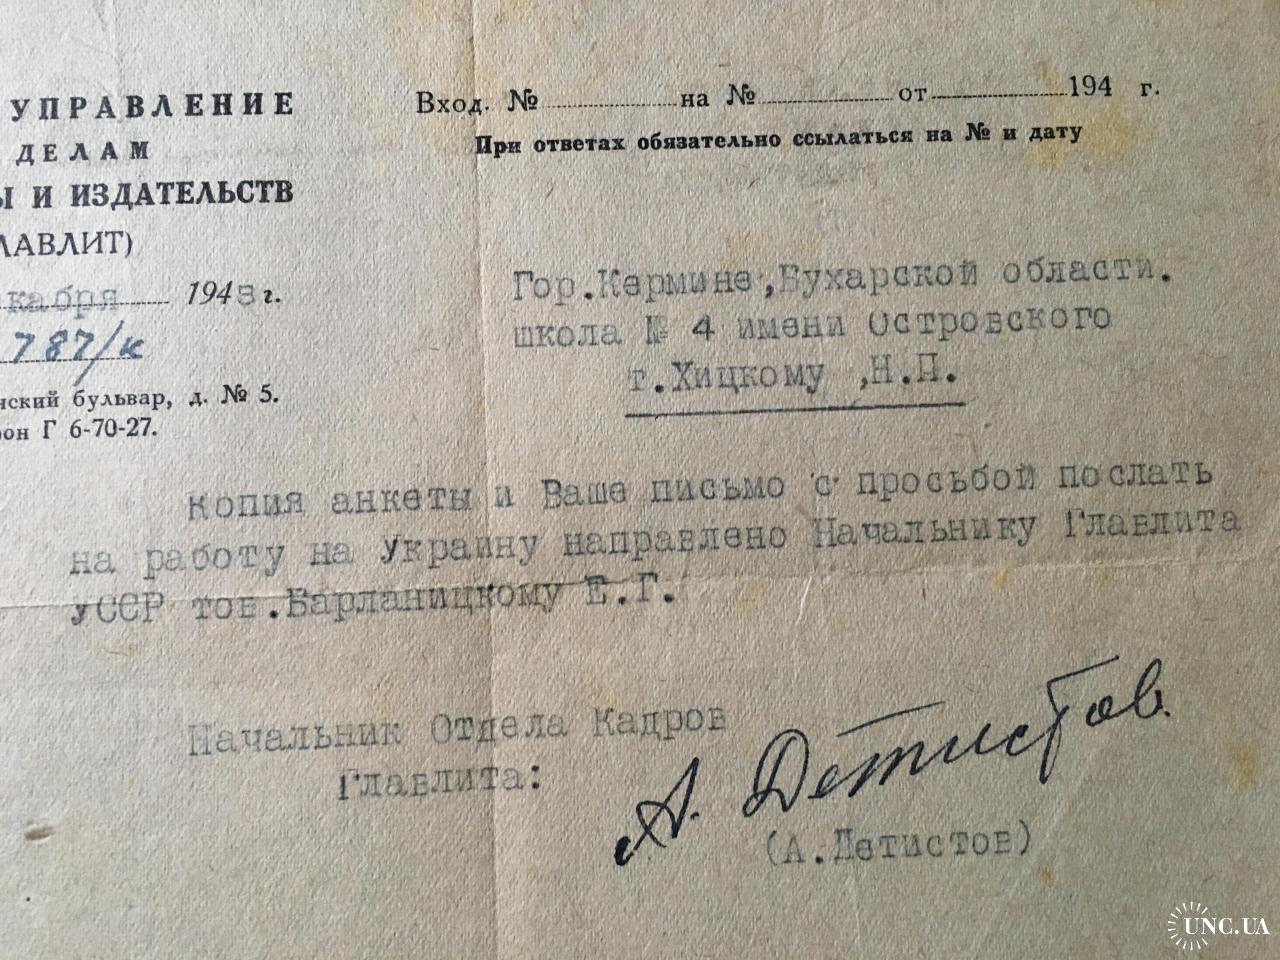 УПРАВЛЕНИЕ
ДЕЛАМ
Ы И ИЗДАТЕЛЬСТВ
ЛАВЛИТ)
кабря 1943 г.
787/к
нский бульвар, д. № 5.
он Г 6-70-27.
Вход. № на № от 194 г.
При ответах обязательно ссылаться на № и дату
Гор.Кермине,Бухарской области.
школа № 4 имени Островского
т.Хицкому ,Н.П.
Копия анкеты и Ваше письмо с просьбой послать
на работу на Украину направлено Начальнику Главлита
УССР тов.Барланицкому Е.Г.
Начальник Отдела Кадров
Главлита:
А. Детистов.
(А.Детистов)
UNC.UA